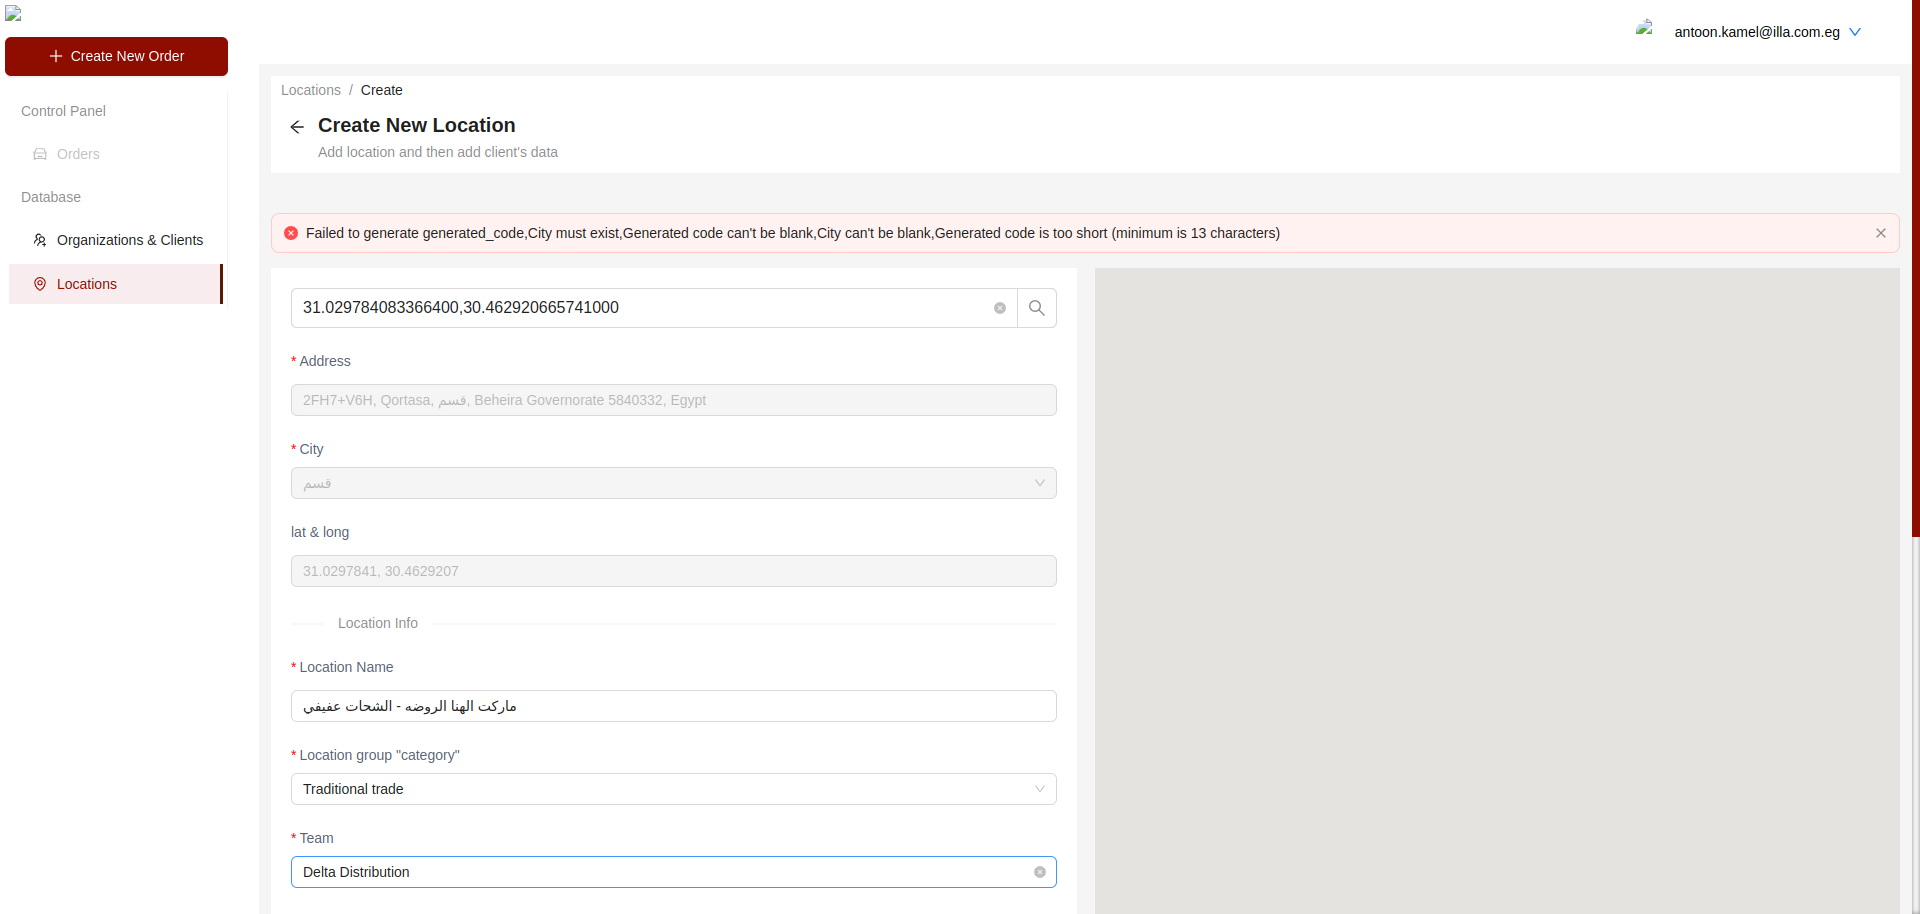 Create New Order
antoon.kamel@illa.com.eg
Control Panel
Orders
Database
Organizations & Clients
Locations
Locations / Create
Create New Location
Add location and then add client's data
Failed to generate generated_code,City must exist,Generated code can't be blank,City can't be blank,Generated code is too short (minimum is 13 characters)
31.029784083366400,30.462920665741000
* Address
2FH7+V6H, Qortasa, قسم, Beheira Governorate 5840332, Egypt
* City
قسم
lat & long
31.0297841, 30.4629207
Location Info
* Location Name
ماركت الهنا الروضه - الشحات عفيفي
* Location group "category"
Traditional trade
* Team
Delta Distribution